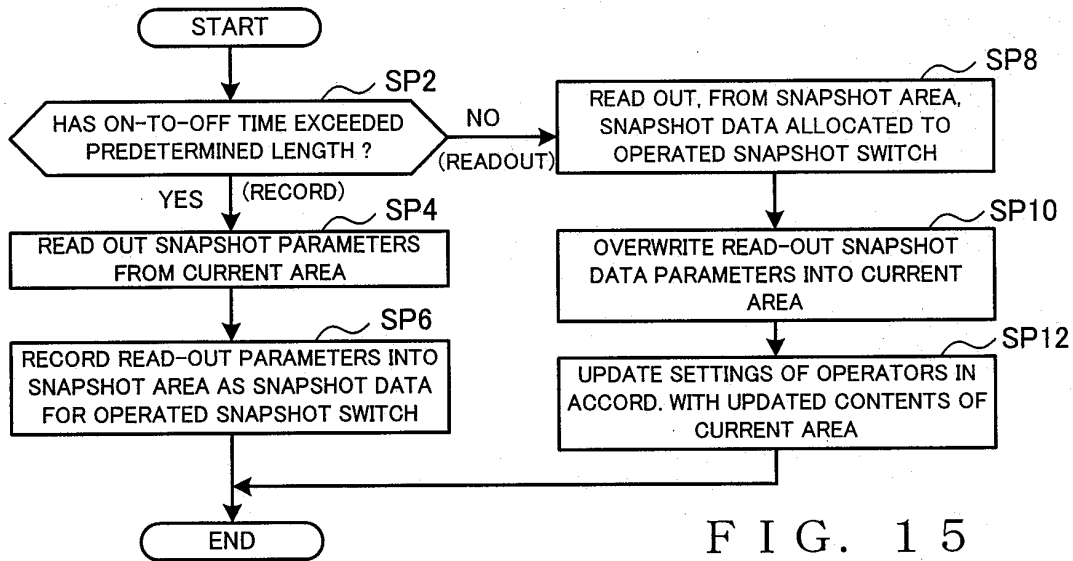 START
SP2
HAS ON-TO-OFF TIME EXCEEDED
PREDETERMINED LENGTH ?
NO
(READOUT)
YES
(RECORD)
SP4
READ OUT SNAPSHOT PARAMETERS
FROM CURRENT AREA
SP6
RECORD READ-OUT PARAMETERS INTO
SNAPSHOT AREA AS SNAPSHOT DATA
FOR OPERATED SNAPSHOT SWITCH
SP8
READ OUT, FROM SNAPSHOT AREA,
SNAPSHOT DATA ALLOCATED TO
OPERATED SNAPSHOT SWITCH
SP10
OVERWRITE READ-OUT SNAPSHOT
DATA PARAMETERS INTO CURRENT
AREA
SP12
UPDATE SETTINGS OF OPERATORS IN
ACCORD. WITH UPDATED CONTENTS OF
CURRENT AREA
END
FIG. 15